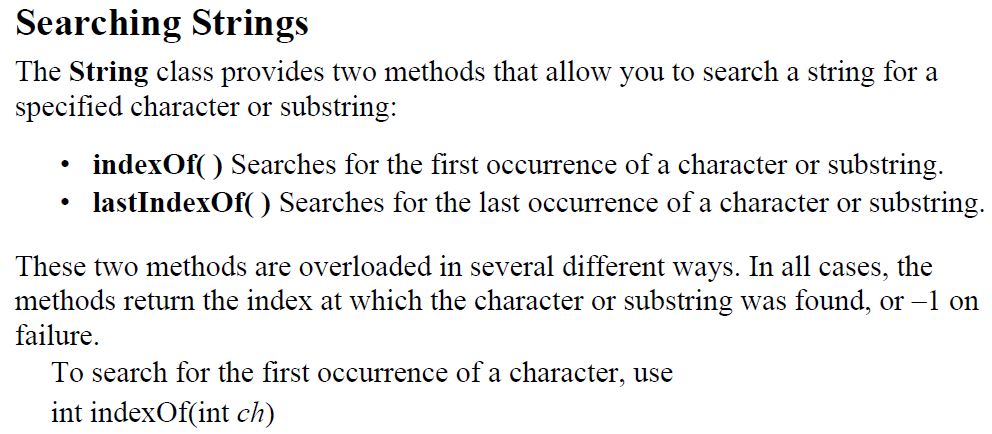 Searching Strings
The String class provides two methods that allow you to search a string for a
specified character or substring:
• indexOf( ) Searches for the first occurrence of a character or substring.
• lastIndexOf( ) Searches for the last occurrence of a character or substring.
These two methods are overloaded in several different ways. In all cases, the
methods return the index at which the character or substring was found, or –1 on
failure.
To search for the first occurrence of a character, use
int indexOf(int ch)